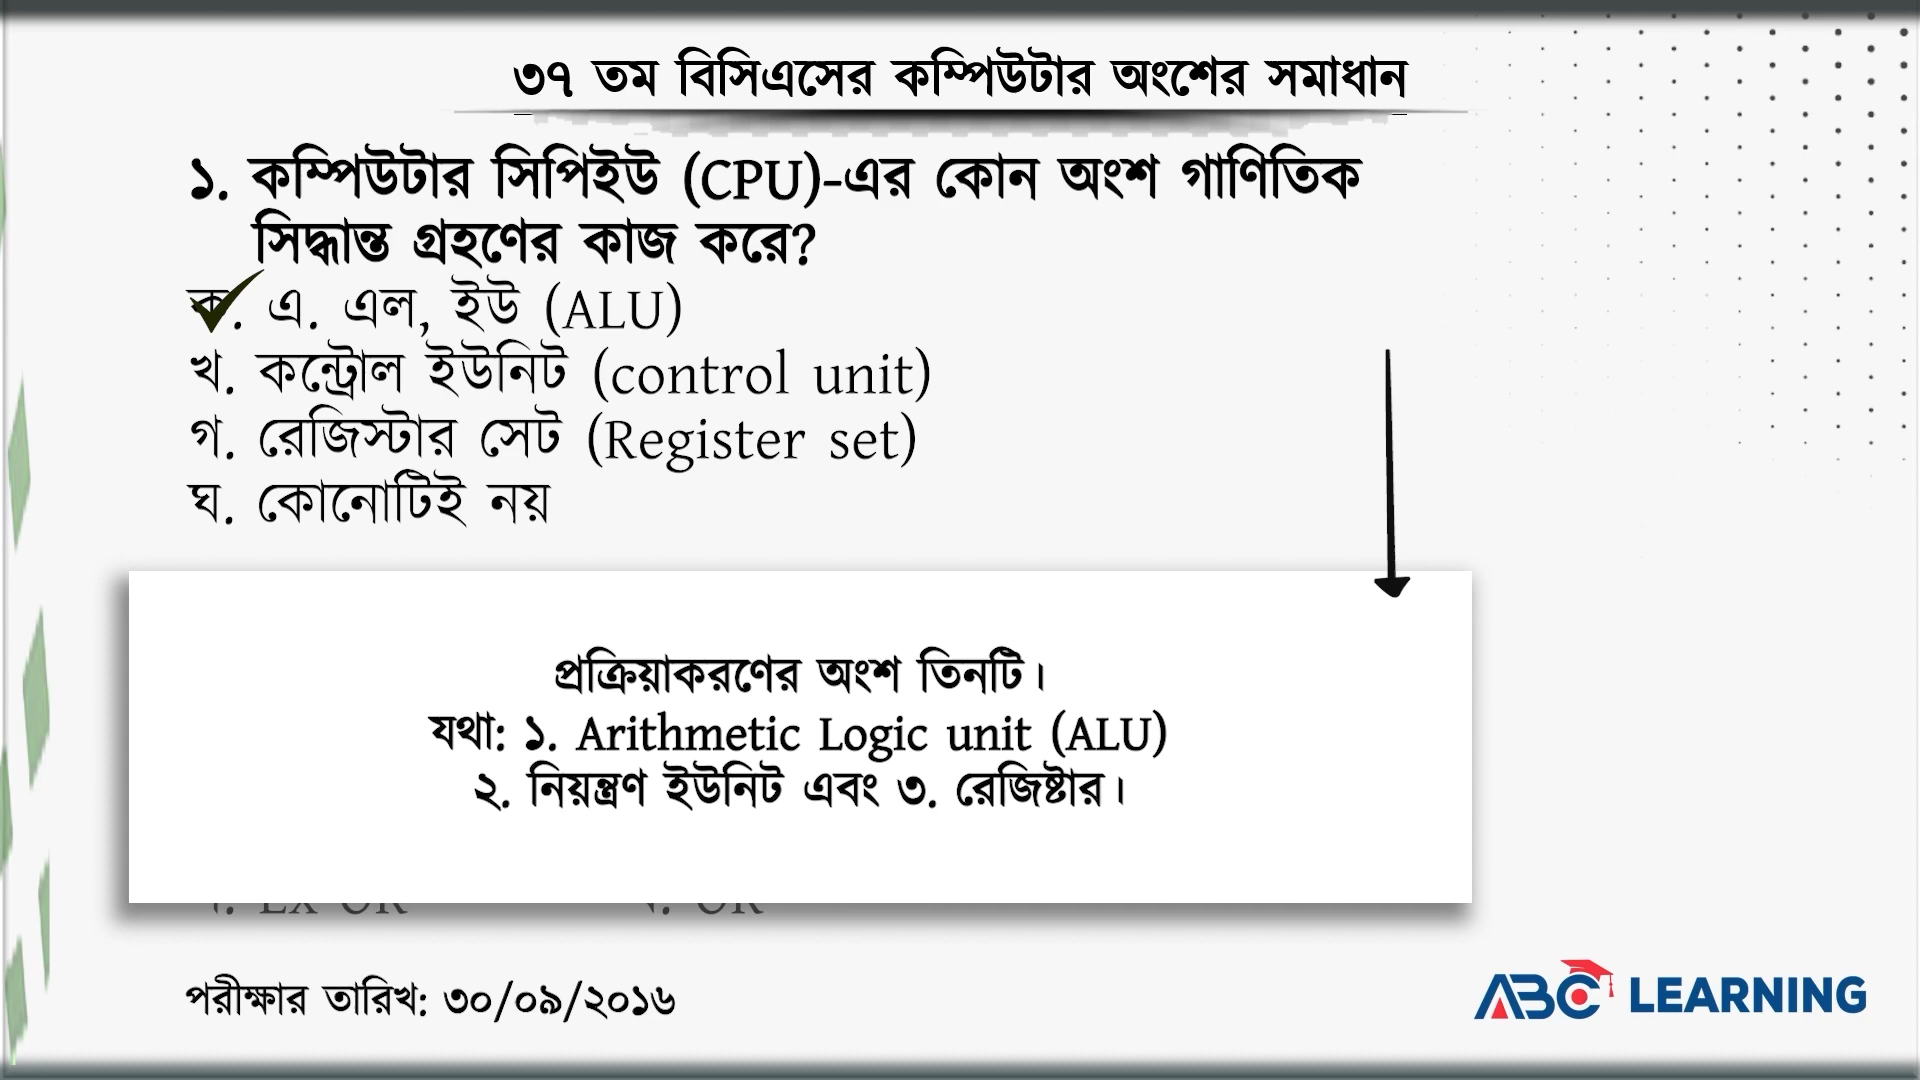 ৩৭ তম বিসিএসের কম্পিউটার অংশের সমাধান
১. কম্পিউটার সিপিইউ (CPU)-এর কোন অংশ গাণিতিক
সিদ্ধান্ত গ্রহণের কাজ করে?
ক. এ. এল, ইউ (ALU)
খ. কন্ট্রোল ইউনিট (control unit)
গ. রেজিস্টার সেট (Register set)
ঘ. কোনোটিই নয়
প্রক্রিয়াকরণের অংশ তিনটি।
যথা: ১. Arithmetic Logic unit (ALU)
২. নিয়ন্ত্রণ ইউনিট এবং ৩. রেজিষ্টার।
পরীক্ষার তারিখ: ৩০/০৯/২০১৬
ABC LEARNING